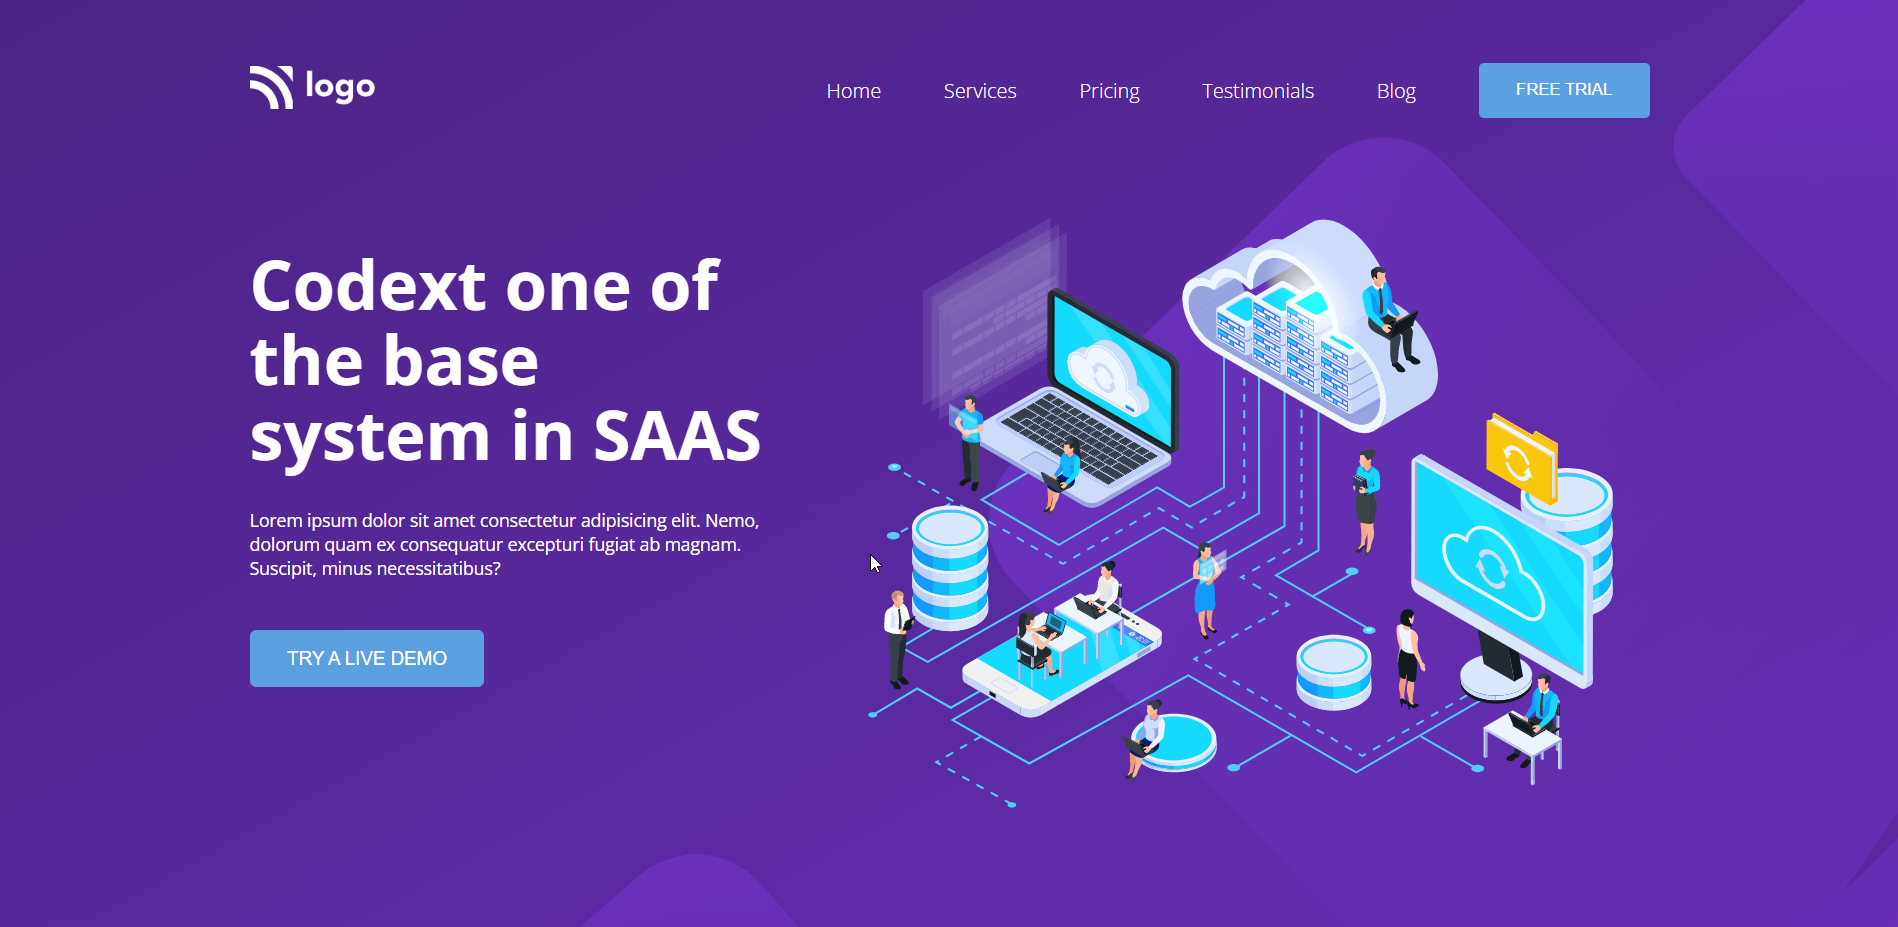 logo
Home Services Pricing Testimonials Blog FREE TRIAL
Codext one of
the base
system in SAAS
Lorem ipsum dolor sit amet consectetur adipisicing elit. Nemo,
dolorum quam ex consequatur excepturi fugiat ab magnam.
Suscipit, minus necessitatibus?
TRY A LIVE DEMO